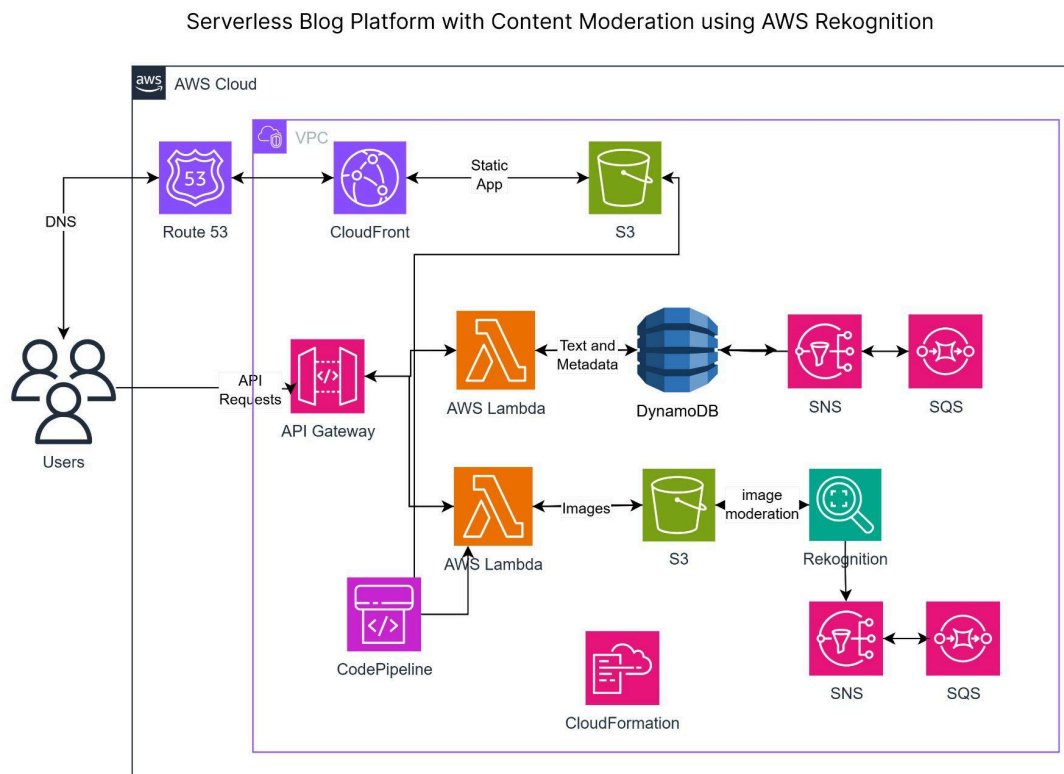 Serverless Blog Platform with Content Moderation using AWS Rekognition
aws
AWS Cloud
VPC
53
Route 53
CloudFront
Static
App
S3
DNS
Users
API
Requests
</>
API Gateway
AWS Lambda
Text and
Metadata
DynamoDB
SNS
SQS
AWS Lambda
Images
S3
image
moderation
Rekognition
</>
CodePipeline
CloudFormation
SNS
SQS